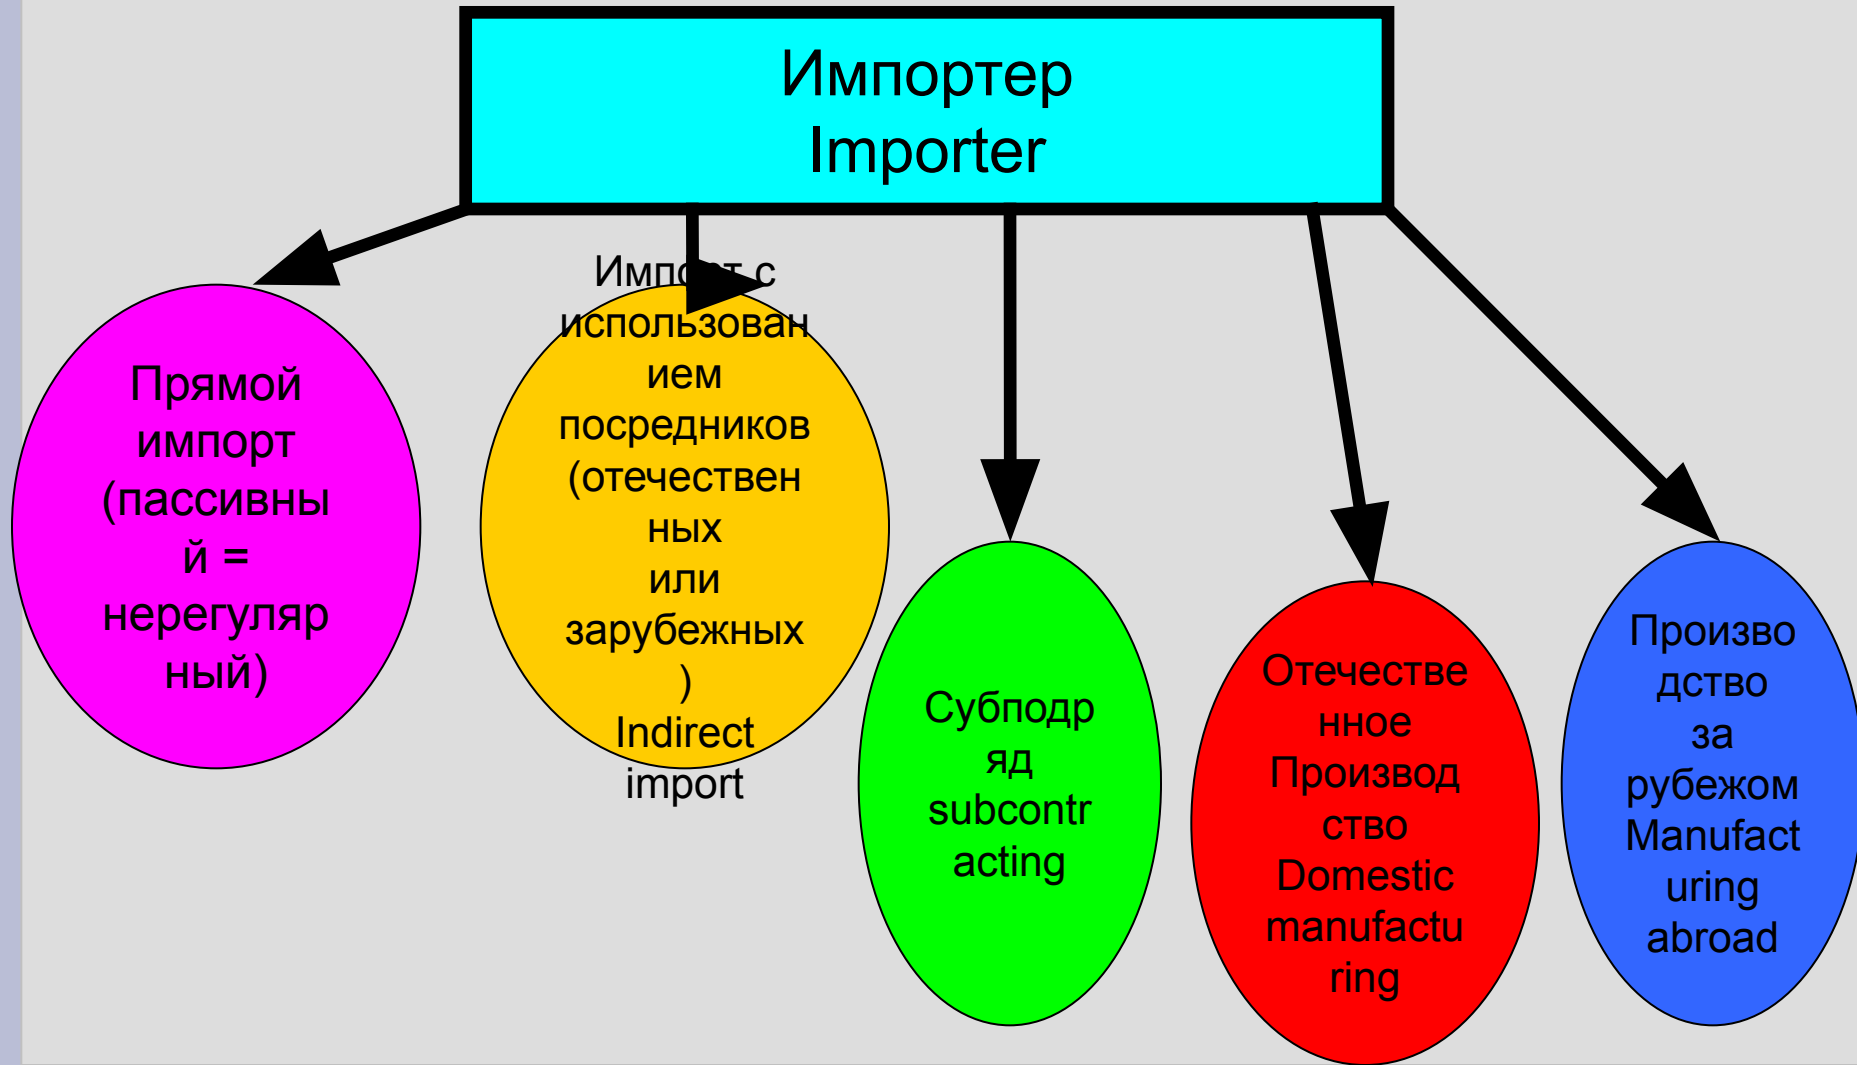 Импортер
Importer
Прямой
импорт
(пассивны
й =
нерегуляр
ный)
Импорт с
использован
ием
посредников
(отечествен
ных
или
зарубежных
)
Indirect
import
Субподр
яд
subcontr
acting
Отечестве
нное
Производ
ство
Domestic
manufactu
ring
Произво
дство
за
рубежом
Manufact
uring
abroad